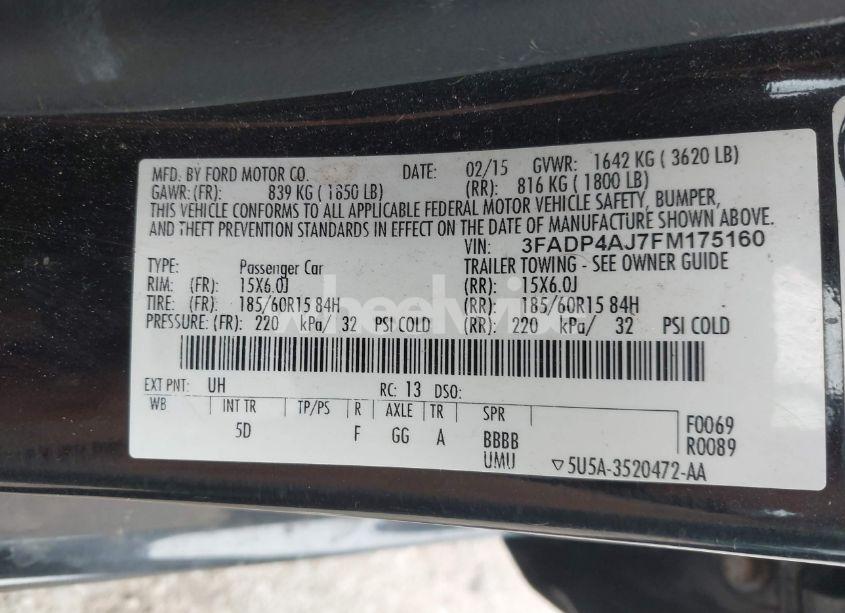 MFD. BY FORD MOTOR CO. DATE: 02/15 GVWR: 1642 KG ( 3620 LB)
GAWR:(FR): 839 KG ( 1850 LB) (RR): 816 KG ( 1800 LB)
THIS VEHICLE CONFORMS TO ALL APPLICABLE FEDERAL MOTOR VEHICLE SAFETY, BUMPER,
AND THEFT PREVENTION STANDARDS IN EFFECT ON THE DATE OF MANUFACTURE SHOWN ABOVE.
VIN: 3FADP4AJ7FM175160
TYPE: Passenger Car TRAILER TOWING - SEE OWNER GUIDE
RIM: (FR): 15X6.0J (RR): 15X6.0J
TIRE: (FR): 185/60R15 84H (RR): 185/60R15 84H
PRESSURE: (FR): 220 kPa/ 32 PSI COLD (RR): 220 kPa/ 32 PSI COLD
EXT PNT: UH RC: 13 DSO:
WB INT TR TP/PS R AXLE TR SPR
5D F GG A BBBB F0069
UMU ▽5U5A-3520472-AA R0089